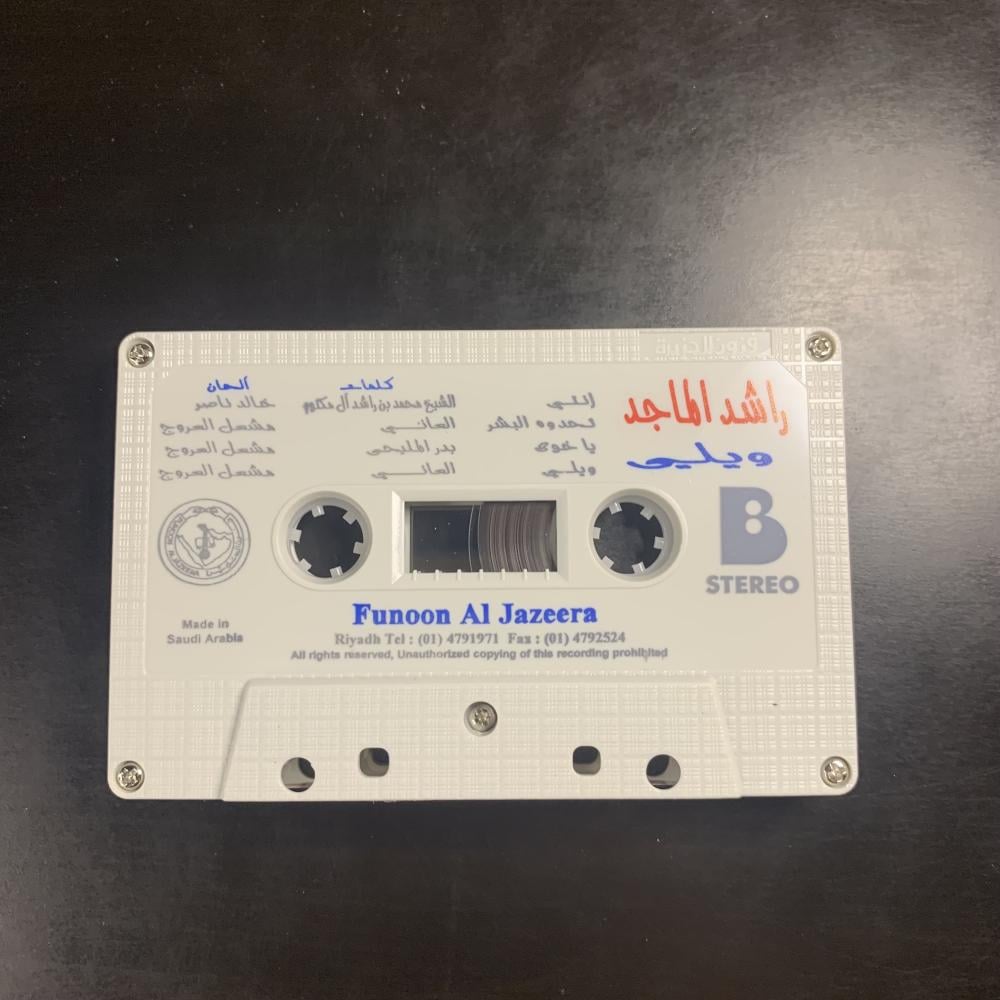 فنون الجزيرة
راشد الماجد
ويلي
كلمات
ألحان
إنتي
الشيخ محمد بن راشد آل مكتوم
خالد ناصر
تحدوه البشر
العاني
مشعل العروج
يا خوي
بدر المليحي
مشعل العروج
ويلي
العاني
مشعل العروج
B
STEREO
Funoon Al Jazeera
Riyadh Tel : (01) 4791971 Fax : (01) 4792524
All rights reserved, Unauthorized copying of this recording prohibited
Made in
Saudi Arabia